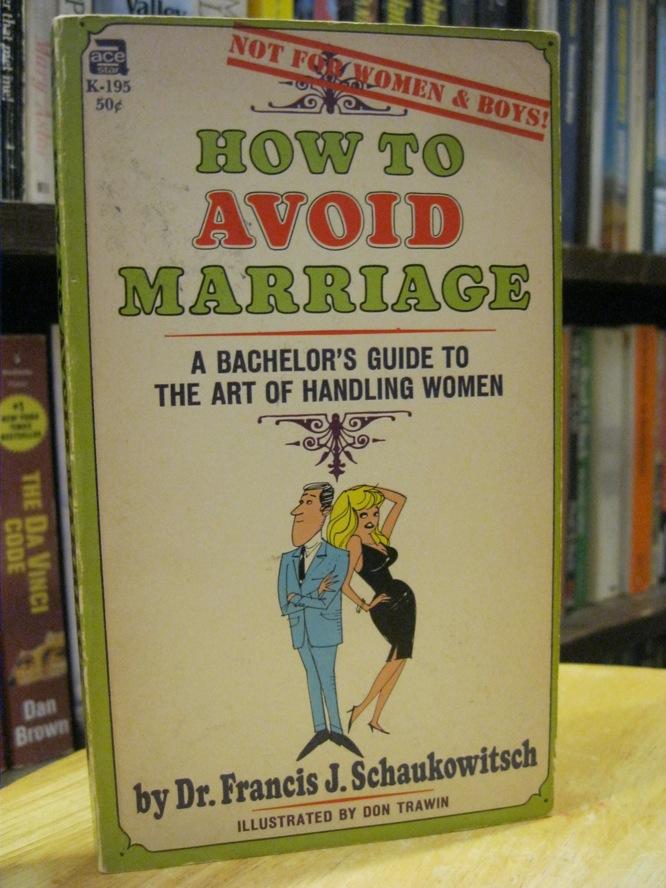 ace
star
K-195
50¢
NOT FOR WOMEN & BOYS!
HOW TO
AVOID
MARRIAGE
A BACHELOR'S GUIDE TO
THE ART OF HANDLING WOMEN
by Dr. Francis J. Schaukowitsch
ILLUSTRATED BY DON TRAWIN
Valley
#1
NEW YORK
TIMES
BESTSELLER
THE DA VINCI
CODE
Dan
Brown